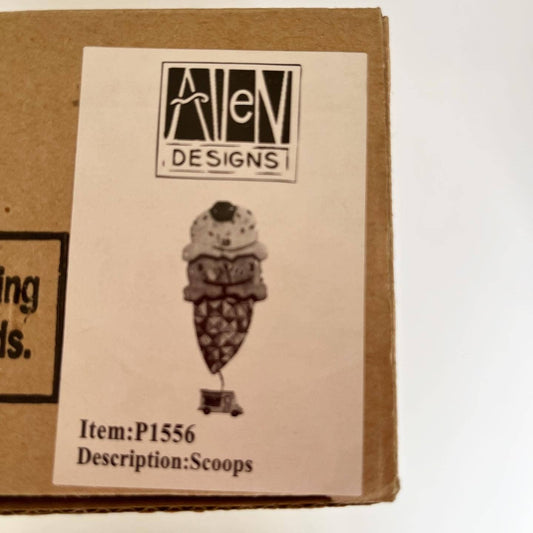 AlleN
DESIGNS
ing
ds.
Item:P1556
Description:Scoops